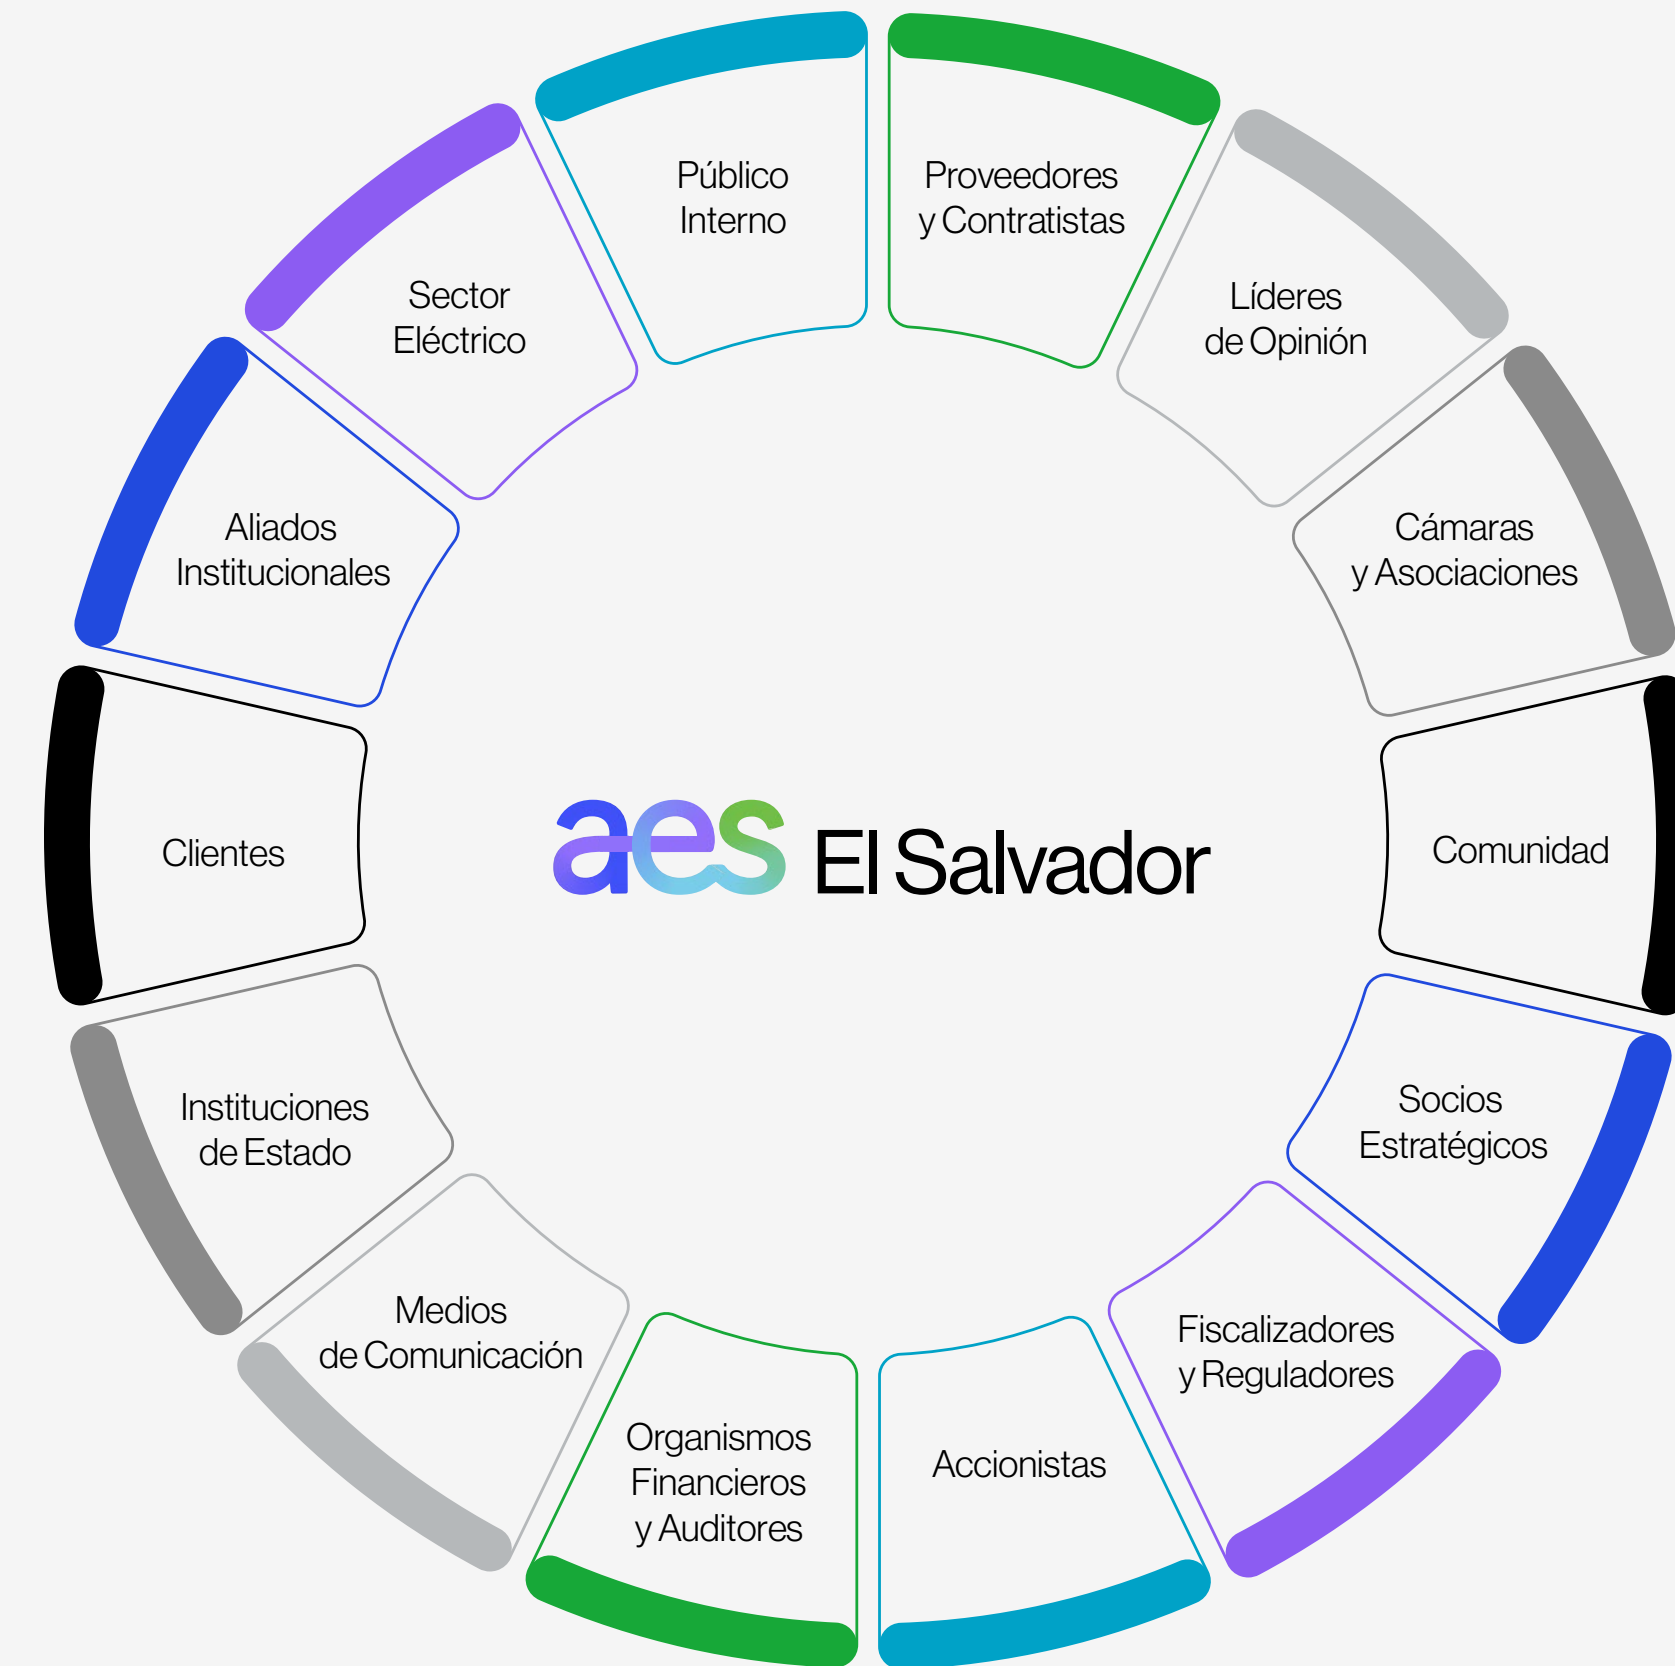 Público
Interno
Proveedores
y Contratistas
Líderes
de Opinión
Cámaras
y Asociaciones
Comunidad
Socios
Estratégicos
Fiscalizadores
y Reguladores
Accionistas
Organismos
Financieros
y Auditores
Medios
de Comunicación
Instituciones
de Estado
Clientes
Aliados
Institucionales
Sector
Eléctrico
aes El Salvador